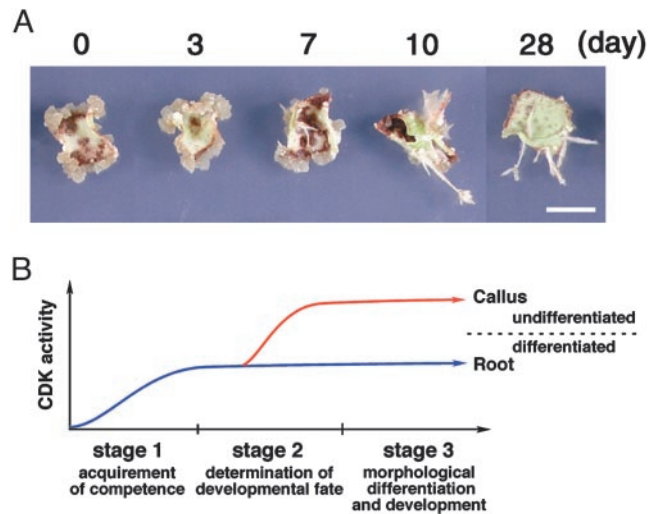 A
0 3 7 10 28 (day)
B
CDK activity
Callus
undifferentiated
differentiated
Root
stage 1 stage 2 stage 3
acquirement determination of morphological
of competence developmental fate differentiation
and development